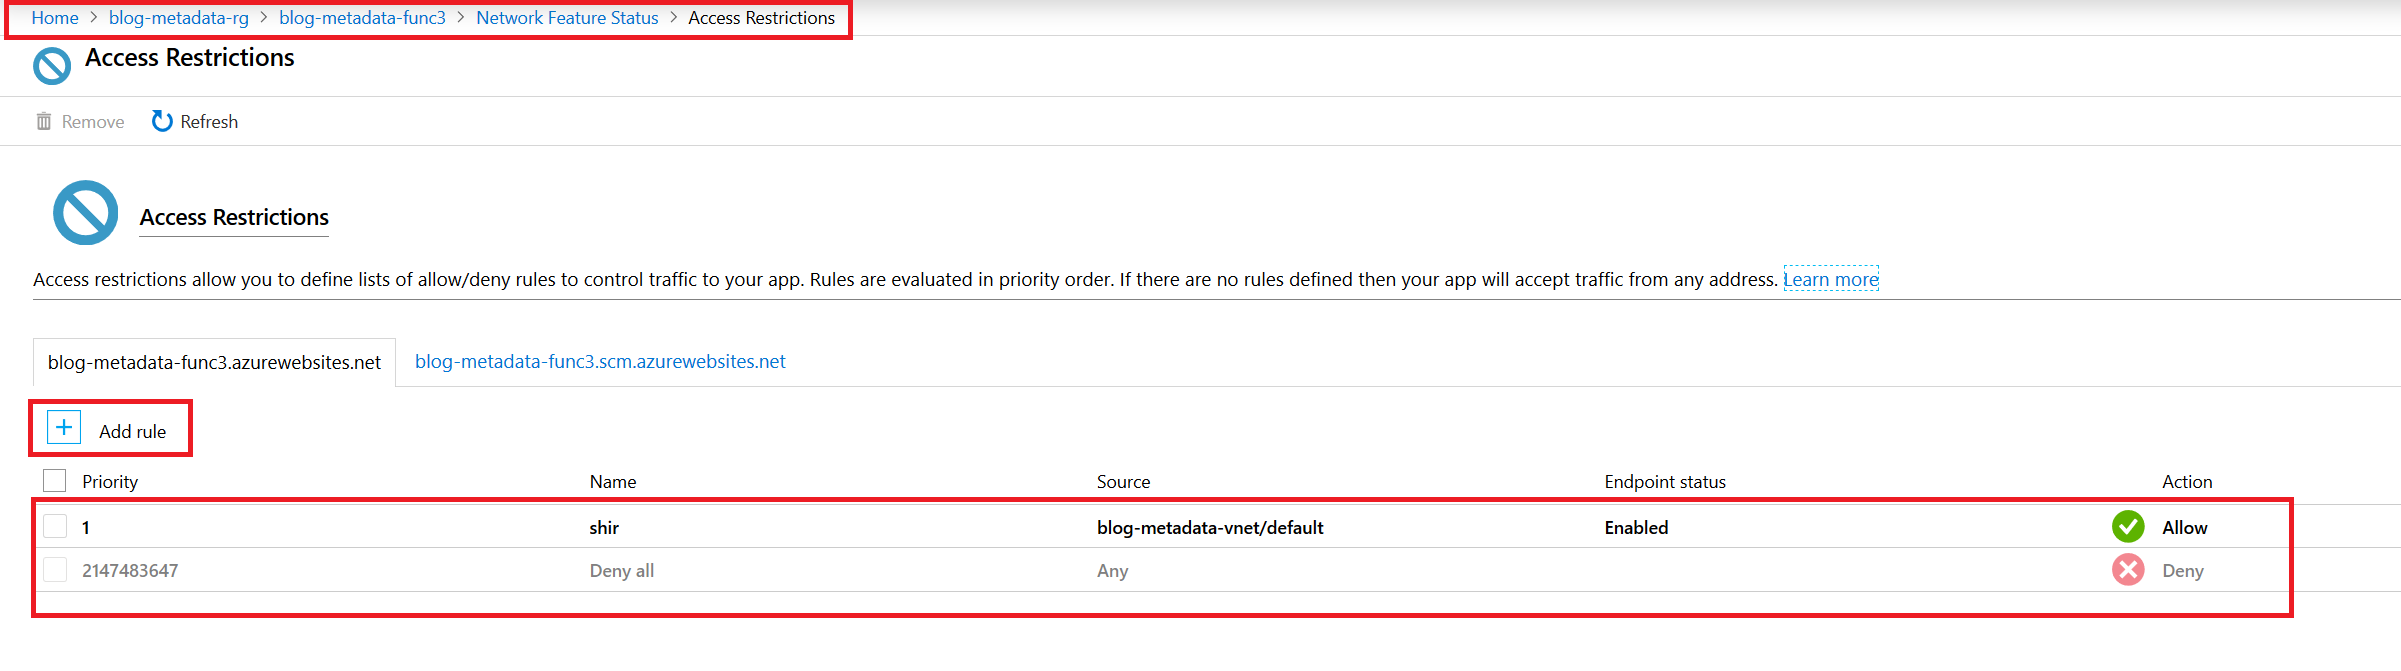 Home > blog-metadata-rg > blog-metadata-func3 > Network Feature Status > Access Restrictions
Access Restrictions
Remove Refresh
Access Restrictions
Access restrictions allow you to define lists of allow/deny rules to control traffic to your app. Rules are evaluated in priority order. If there are no rules defined then your app will accept traffic from any address. Learn more
blog-metadata-func3.azurewebsites.net blog-metadata-func3.scm.azurewebsites.net
+ Add rule
Priority Name Source Endpoint status Action
1 shir blog-metadata-vnet/default Enabled Allow
2147483647 Deny all Any Deny